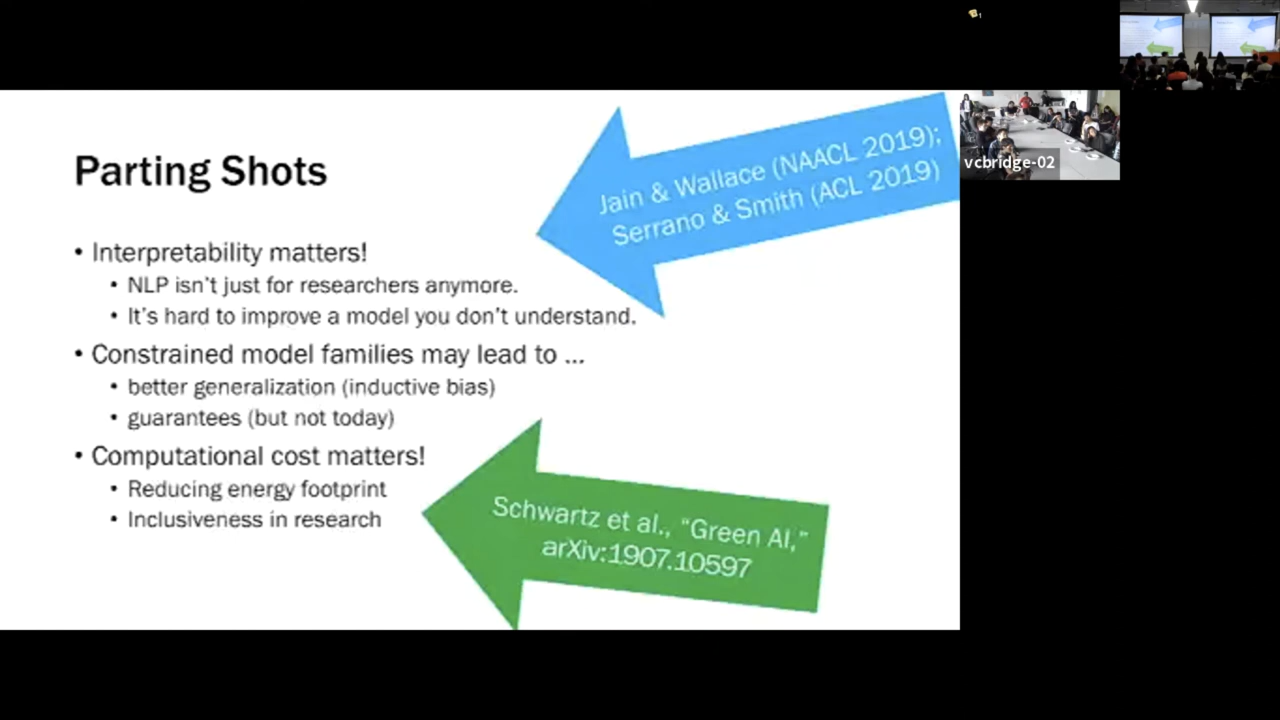 Parting Shots
Jain & Wallace (NAACL 2019);
Serrano & Smith (ACL 2019)
• Interpretability matters!
• NLP isn't just for researchers anymore.
• It's hard to improve a model you don't understand.
• Constrained model families may lead to ...
• better generalization (inductive bias)
• guarantees (but not today)
• Computational cost matters!
• Reducing energy footprint
• Inclusiveness in research
Schwartz et al., "Green AI,"
arXiv:1907.10597
vcbridge-02